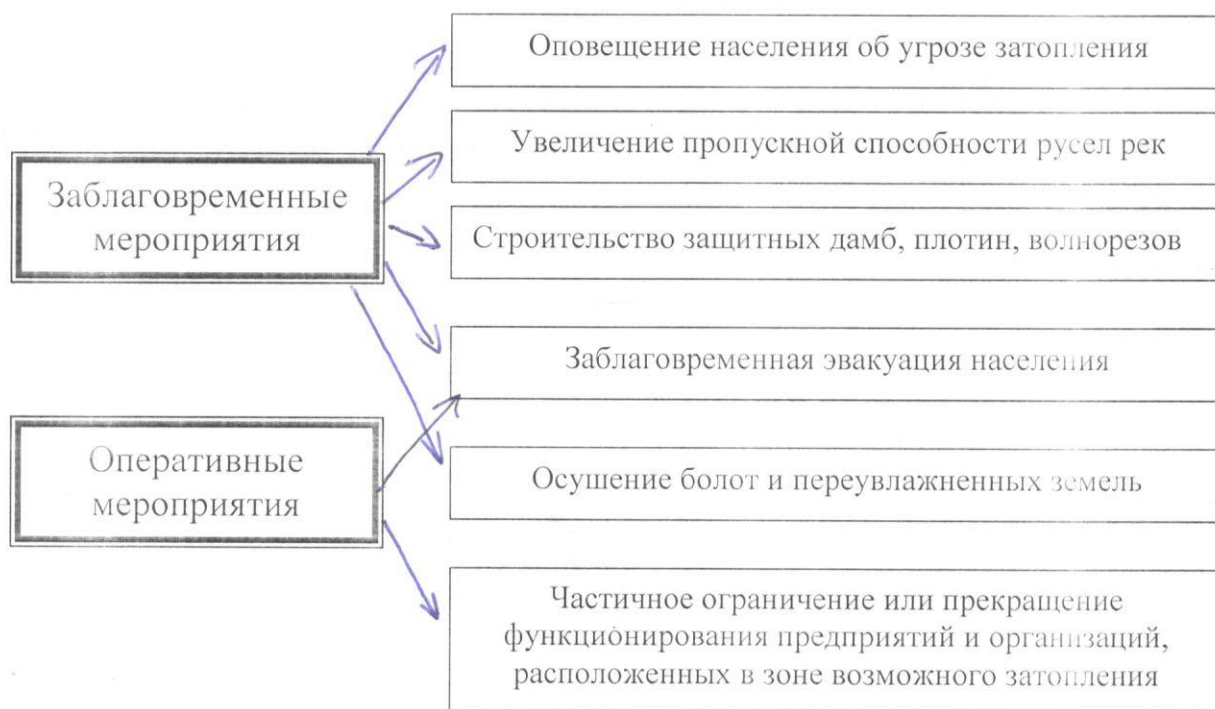 Оповещение населения об угрозе затопления
Увеличение пропускной способности русел рек
Заблаговременные
мероприятия
Строительство защитных дамб, плотин, волнорезов
Заблаговременная эвакуация населения
Оперативные
мероприятия
Осушение болот и переувлажненных земель
Частичное ограничение или прекращение
функционирования предприятий и организаций,
расположенных в зоне возможного затопления